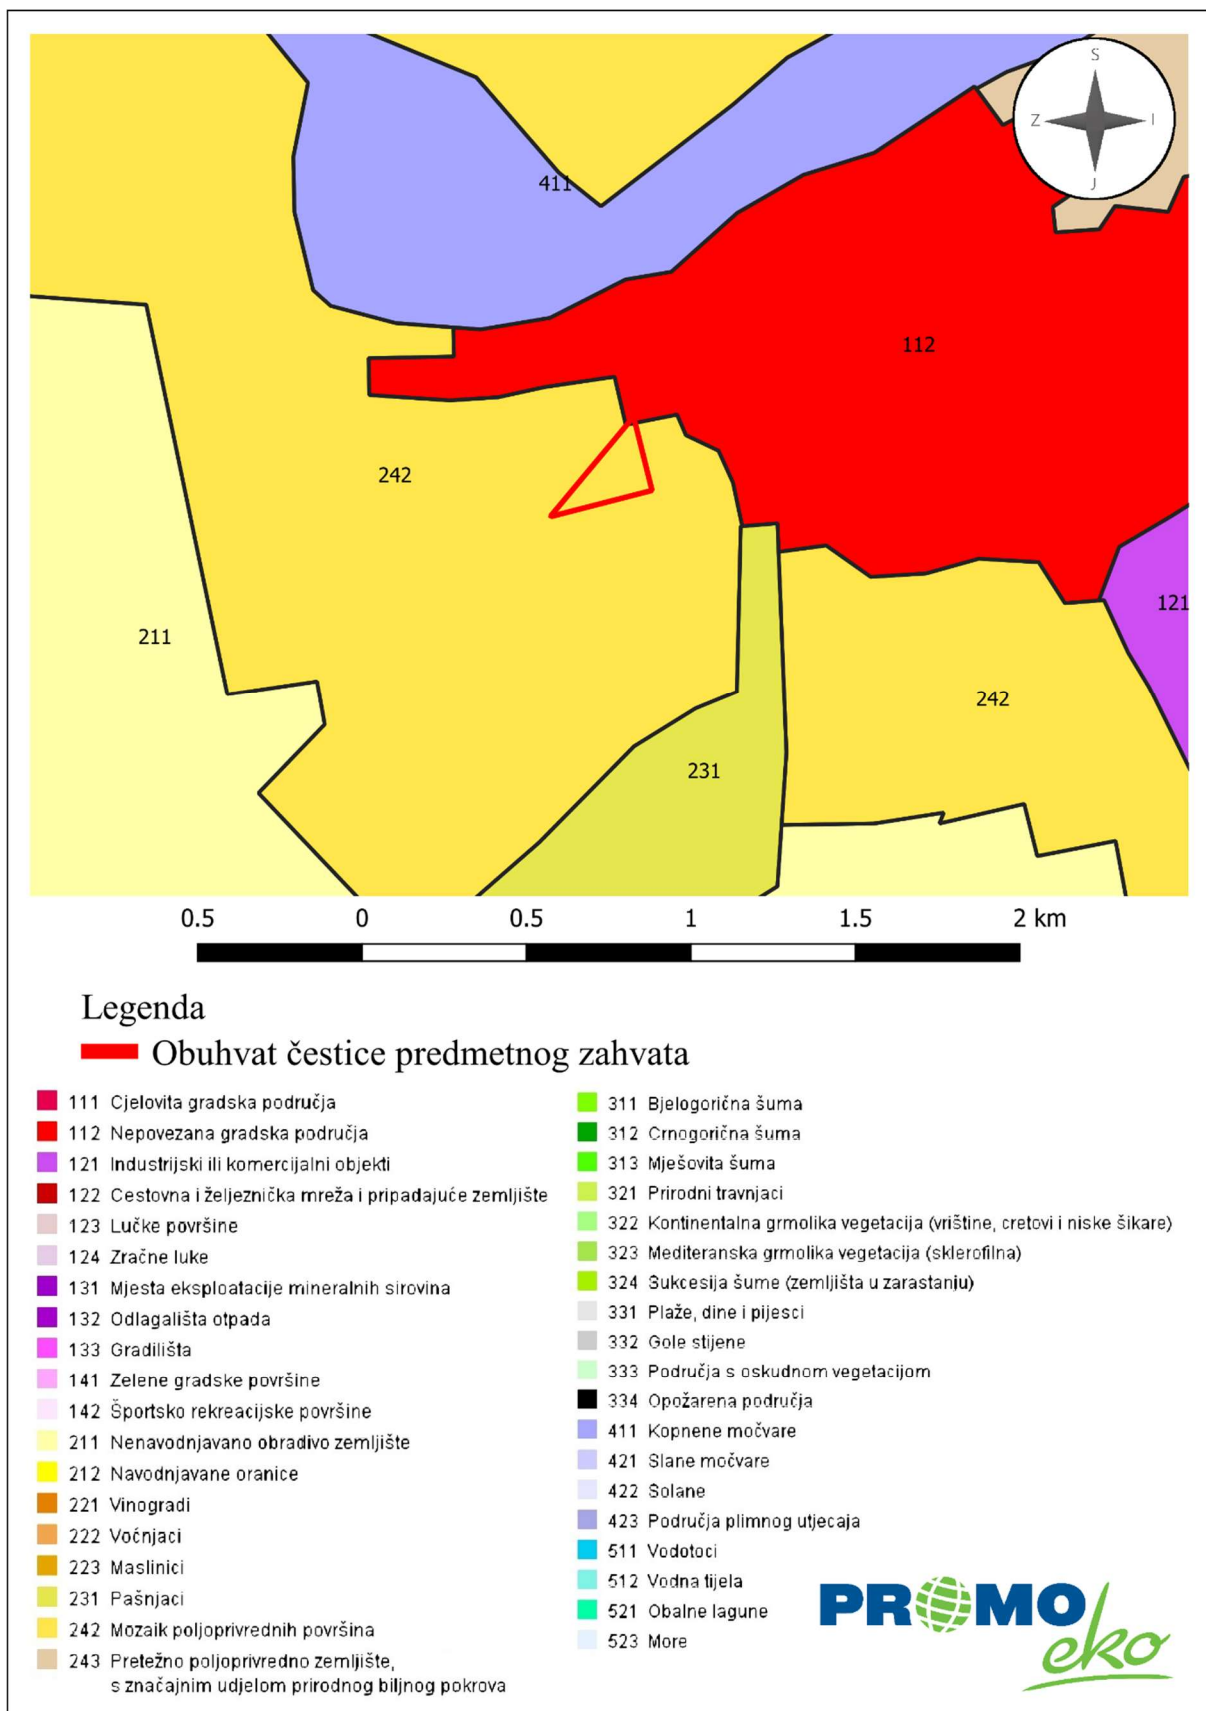 S
Z
I
J
411
112
242
211
121
242
231
0.5 0 0.5 1 1.5 2 km
Legenda
Obuhvat čestice predmetnog zahvata
111 Cjelovita gradska područja
112 Nepovezana gradska područja
121 Industrijski ili komercijalni objekti
122 Cestovna i željeznička mreža i pripadajuće zemljište
123 Lučke površine
124 Zračne luke
131 Mjesta eksploatacije mineralnih sirovina
132 Odlagališta otpada
133 Gradilišta
141 Zelene gradske površine
142 Športsko rekreacijske površine
211 Nenavodnjavano obradivo zemljište
212 Navodnjavane oranice
221 Vinogradi
222 Voćnjaci
223 Maslinici
231 Pašnjaci
242 Mozaik poljoprivrednih površina
243 Pretežno poljoprivredno zemljište,
s značajnim udjelom prirodnog biljnog pokrova
311 Bjelogorična šuma
312 Crnogorična šuma
313 Mješovita šuma
321 Prirodni travnjaci
322 Kontinentalna grmolika vegetacija (vrištine, cretovi i niske šikare)
323 Mediteranska grmolika vegetacija (sklerofilna)
324 Sukcesija šume (zemljišta u zarastanju)
331 Plaže, dine i pijesci
332 Gole stijene
333 Područja s oskudnom vegetacijom
334 Opožarena područja
411 Kopnene močvare
421 Slane močvare
422 Solane
423 Područja plimnog utjecaja
511 Vodotoci
512 Vodna tijela
521 Obalne lagune
523 More
PROMO
eko